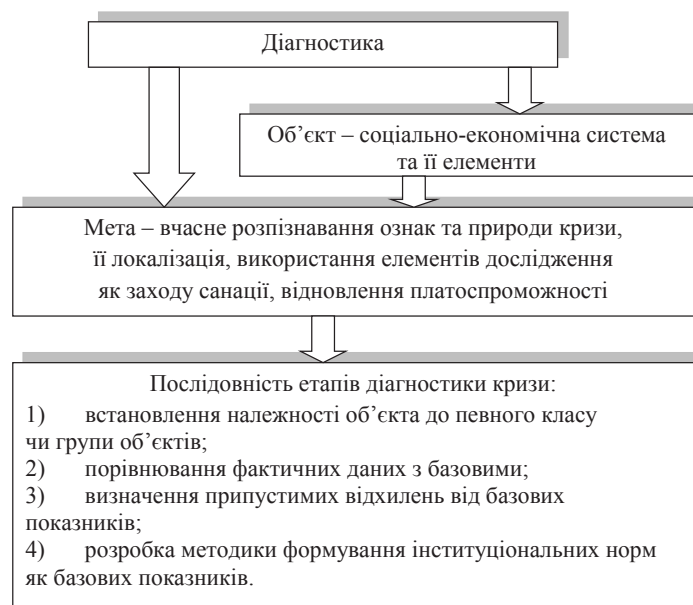 Діагностика
Об’єкт – соціально-економічна система
та її елементи
Мета – вчасне розпізнавання ознак та природи кризи,
її локалізація, використання елементів дослідження
як заходу санації, відновлення платоспроможності
Послідовність етапів діагностики кризи:
1) встановлення належності об’єкта до певного класу
чи групи об’єктів;
2) порівнювання фактичних даних з базовими;
3) визначення припустимих відхилень від базових
показників;
4) розробка методики формування інституціональних норм
як базових показників.